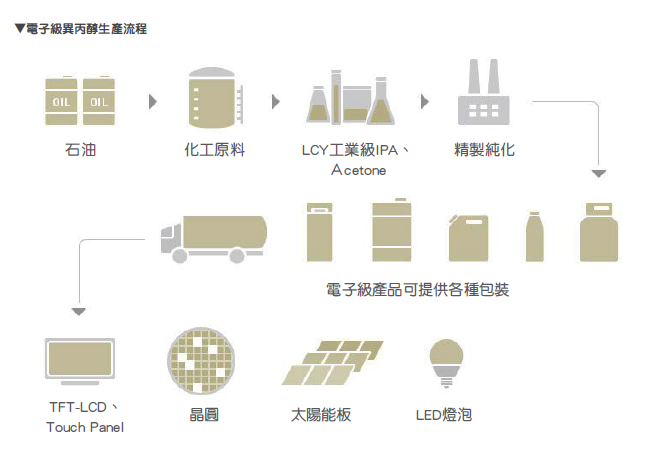 ▼電子級異丙醇生產流程
OIL OIL
石油
化工原料
LCY工業級IPA、
Acetone
精製純化
電子級產品可提供各種包裝
TFT-LCD、
Touch Panel
晶圓
太陽能板
LED燈泡